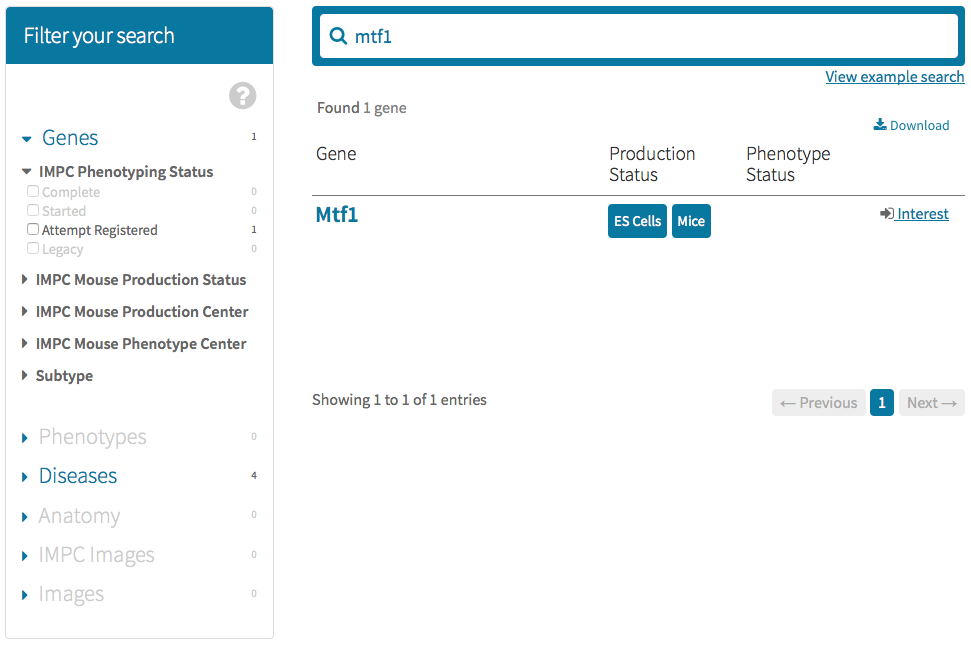 Filter your search
?
Genes 1
IMPC Phenotyping Status
Complete 0
Started 0
Attempt Registered 1
Legacy 0
IMPC Mouse Production Status
IMPC Mouse Production Center
IMPC Mouse Phenotype Center
Subtype
Phenotypes 0
Diseases 4
Anatomy 0
IMPC Images 0
Images 0
mtf1
View example search
Found 1 gene
Download
Gene Production Status Phenotype Status
Mtf1 ES Cells Mice Interest
Showing 1 to 1 of 1 entries
← Previous 1 Next →